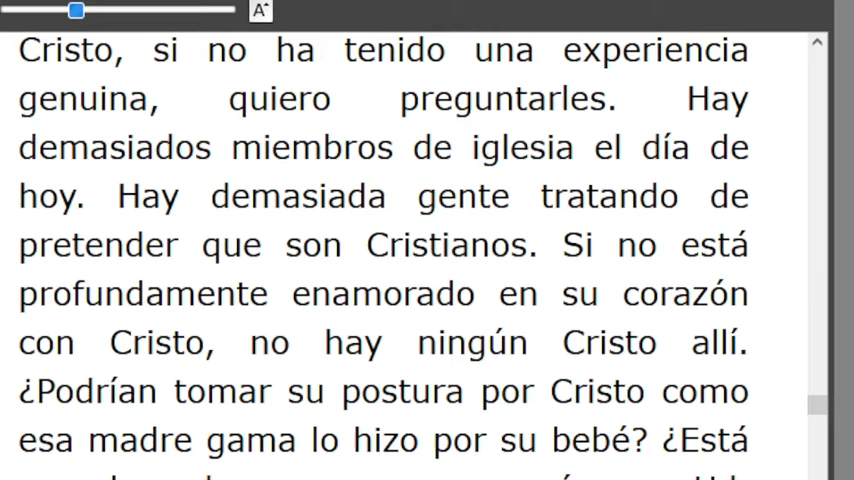 A
Cristo, si no ha tenido una experiencia
genuina, quiero preguntarles. Hay
demasiados miembros de iglesia el día de
hoy. Hay demasiada gente tratando de
pretender que son Cristianos. Si no está
profundamente enamorado en su corazón
con Cristo, no hay ningún Cristo allí.
¿Podrían tomar su postura por Cristo como
esa madre gama lo hizo por su bebé? ¿Está